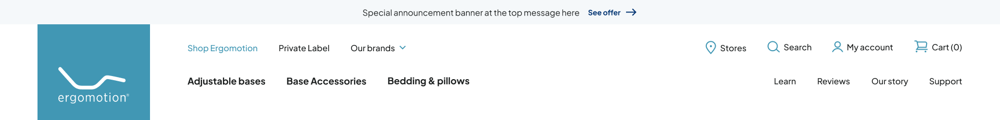 Special announcement banner at the top message here See offer
Shop Ergomotion Private Label Our brands Stores Search My account Cart (0)
Adjustable bases Base Accessories Bedding & pillows Learn Reviews Our story Support
ergomotion®